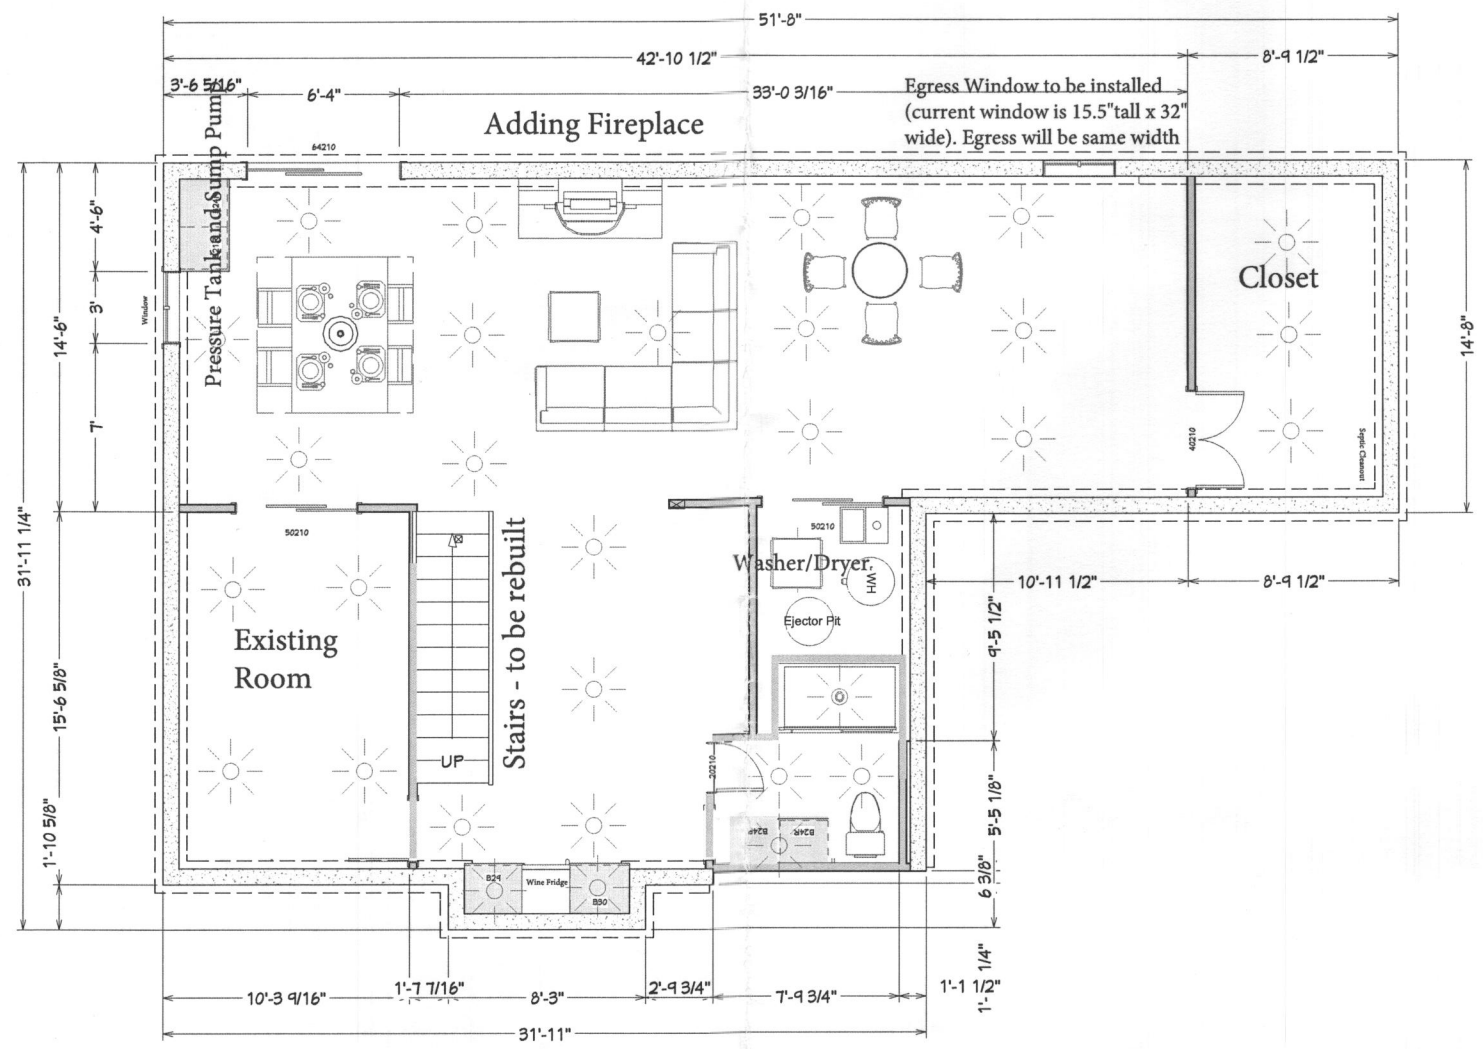 51'-8"
42'-10 1/2"
8'-9 1/2"
3'-6 5/16"
6'-4"
33'-0 3/16"
Egress Window to be installed
(current window is 15.5"tall x 32"
wide). Egress will be same width
Adding Fireplace
64210
Pressure Tank and Sump Pump
4'-6"
3'
Window
14'-6"
7'
31'-11 1/4"
15'-6 5/8"
1'-10 5/8"
Closet
14'-8"
40210
Septic Cleanout
50210
50210
Stairs - to be rebuilt
UP
Washer/Dryer
WH
Ejector Pit
Existing
Room
10'-11 1/2"
8'-9 1/2"
9'-5 1/2"
20210
5'-5 1/8"
B24R
B24R
6 3/8"
B24
Wine Fridge
B30
10'-3 9/16"
1'-7 7/16"
8'-3"
2'-9 3/4"
7'-9 3/4"
1'-1 1/2"
1'- 1/4"
31'-11"